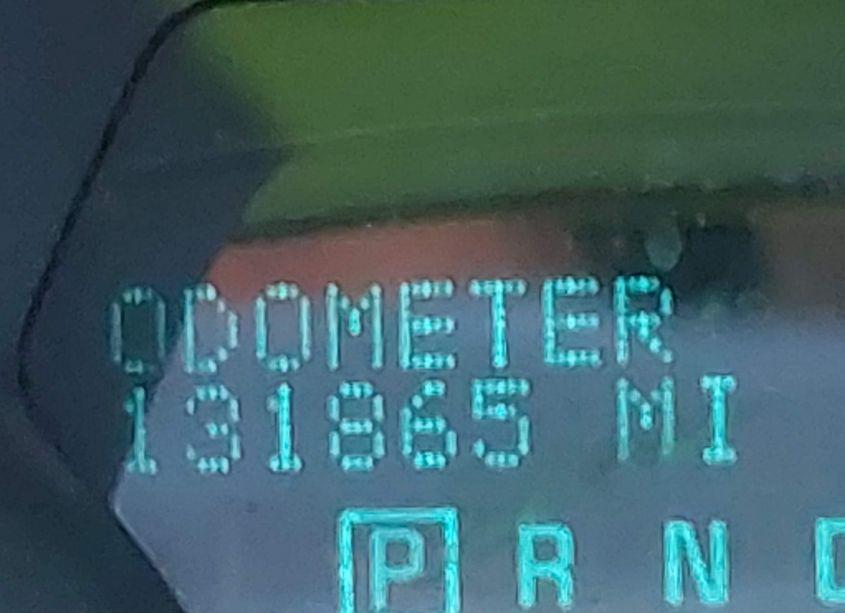 ODOMETER
131865 MI
P R N